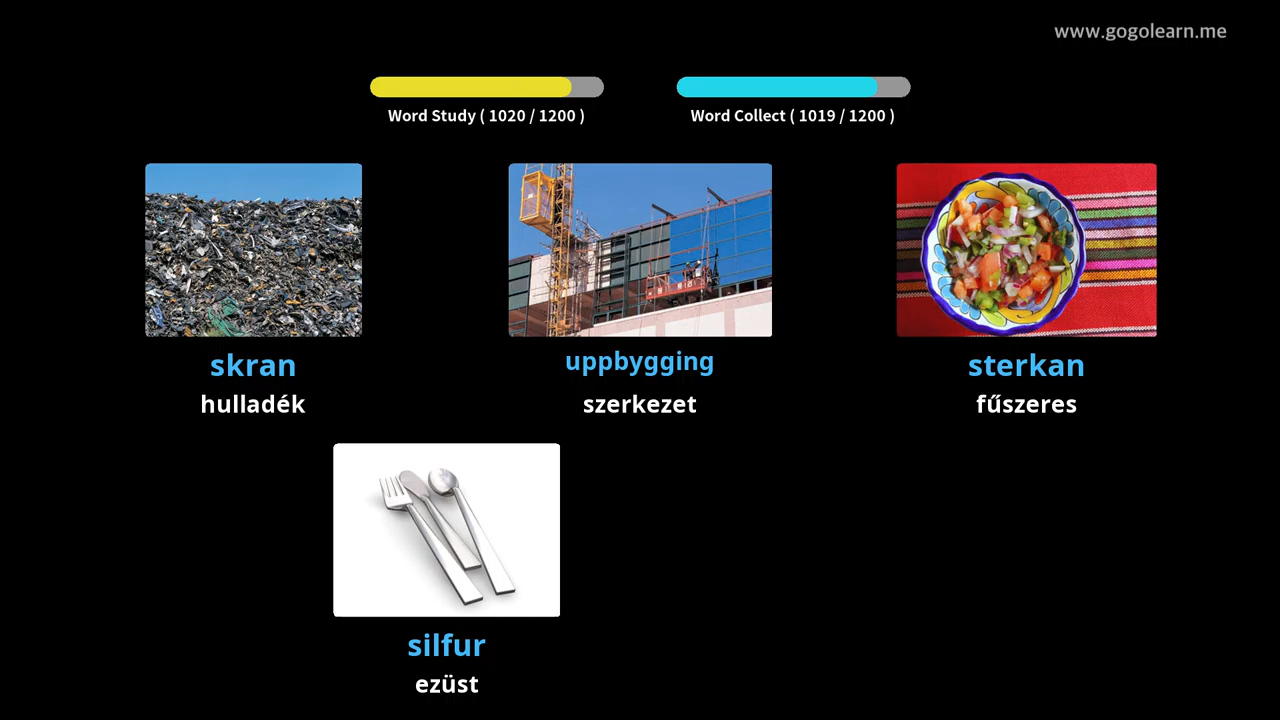 www.gogolearn.me
Word Study ( 1020 / 1200 )
Word Collect ( 1019 / 1200 )
skran
hulladék
uppbygging
szerkezet
sterkan
fűszeres
silfur
ezüst